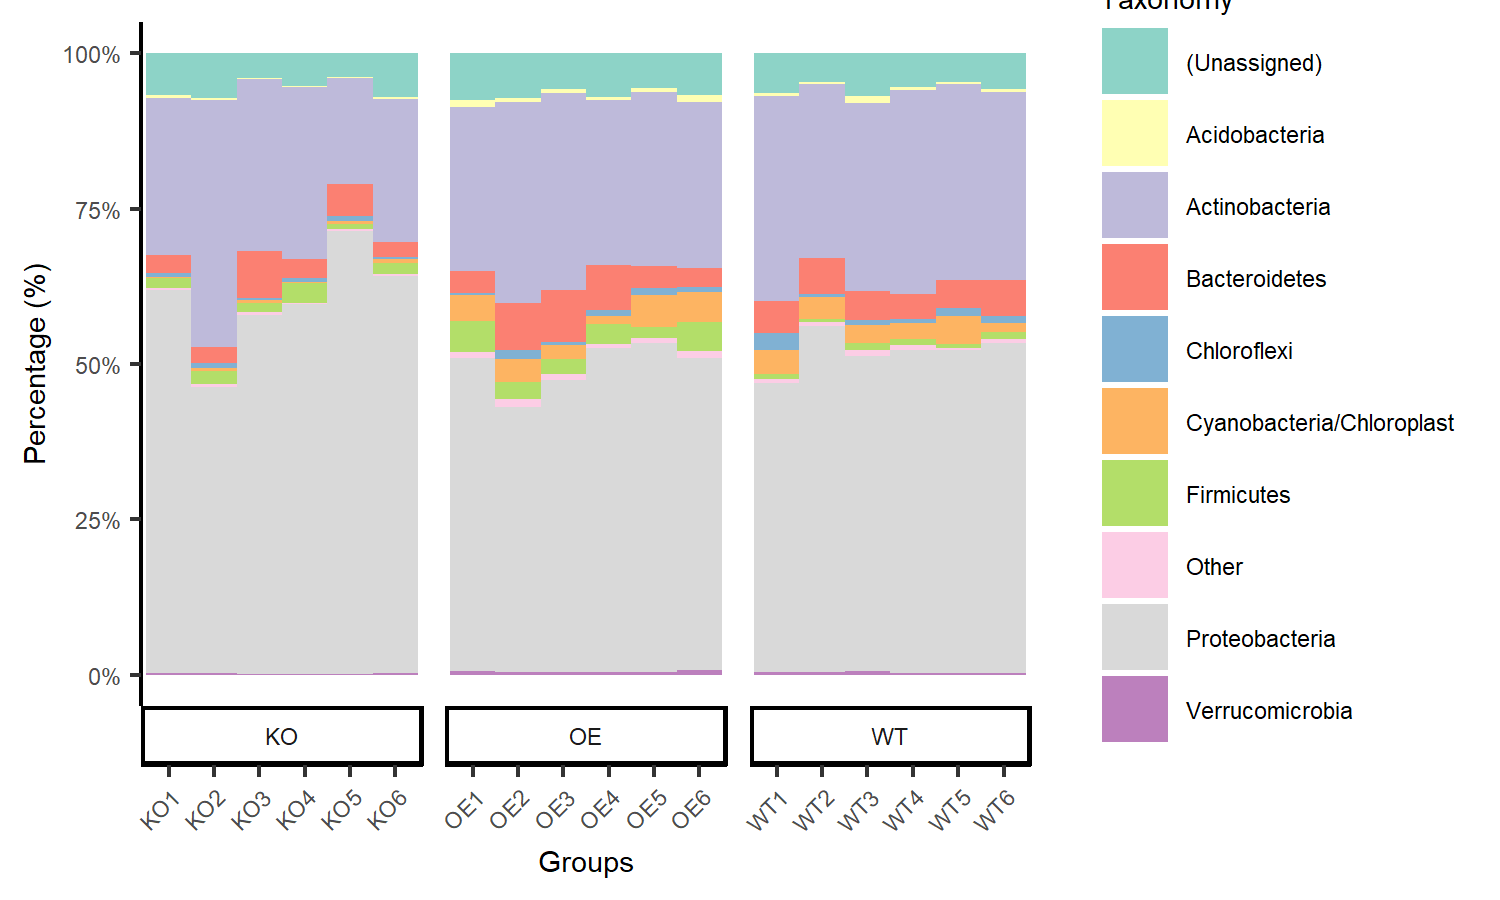 Taxonomy
100%
75%
50%
25%
0%
Percentage (%)
KO
OE
WT
KO1
KO2
KO3
KO4
KO5
KO6
OE1
OE2
OE3
OE4
OE5
OE6
WT1
WT2
WT3
WT4
WT5
WT6
Groups
(Unassigned)
Acidobacteria
Actinobacteria
Bacteroidetes
Chloroflexi
Cyanobacteria/Chloroplast
Firmicutes
Other
Proteobacteria
Verrucomicrobia